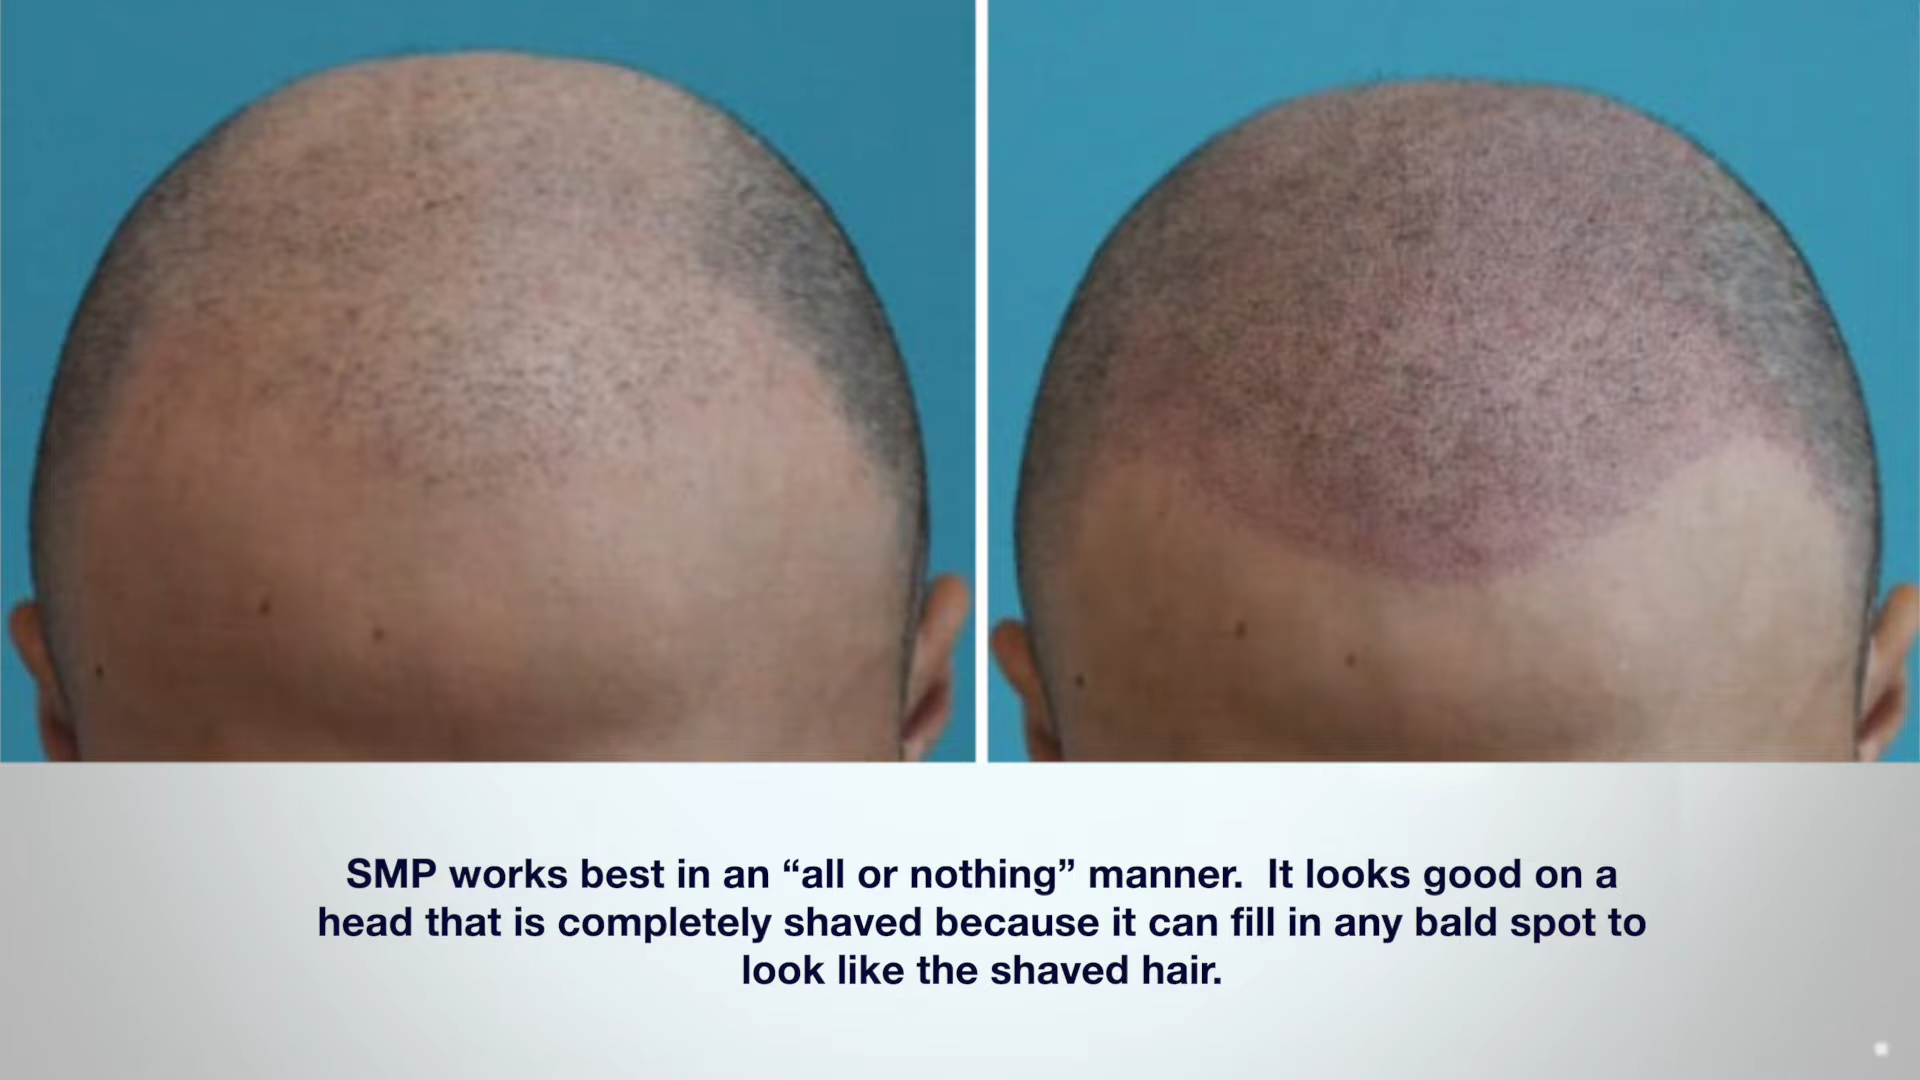 SMP works best in an “all or nothing” manner.  It looks good on a
head that is completely shaved because it can fill in any bald spot to
look like the shaved hair.